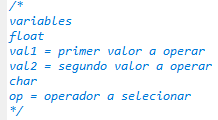 /*
variables
float
val1 = primer valor a operar
val2 = segundo valor a operar
char
op = operador a selecionar
*/